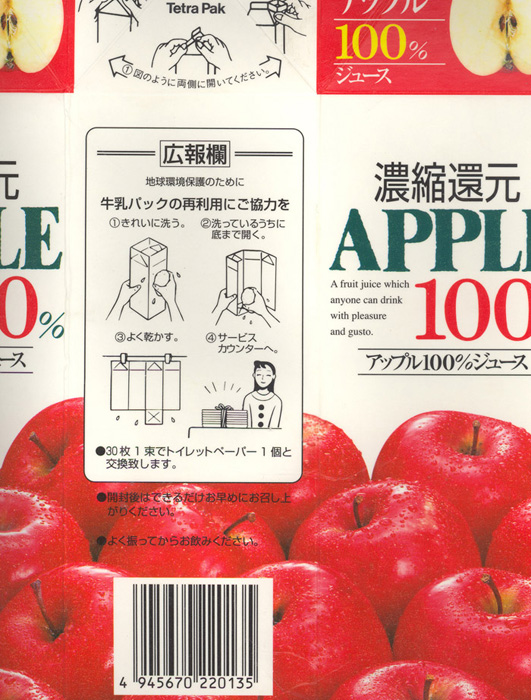 Tetra Pak
①図のように両側に開いてください。
アップル
100%
ジュース
広報欄
地球環境保護のために
牛乳パックの再利用にご協力を
①きれいに洗う。
②洗っているうちに
底まで開く。
③よく乾かす。
④サービス
カウンターへ。
●30枚1束でトイレットペーパー1個と
交換致します。
●開封後はできるだけお早めにお召し上
がりください。
●よく振ってからお飲みください。
4 945670 220135
元
LE
0%
ース
濃縮還元
APPLE
A fruit juice which
anyone can drink
with pleasure
and gusto.
100
アップル100%ジュース